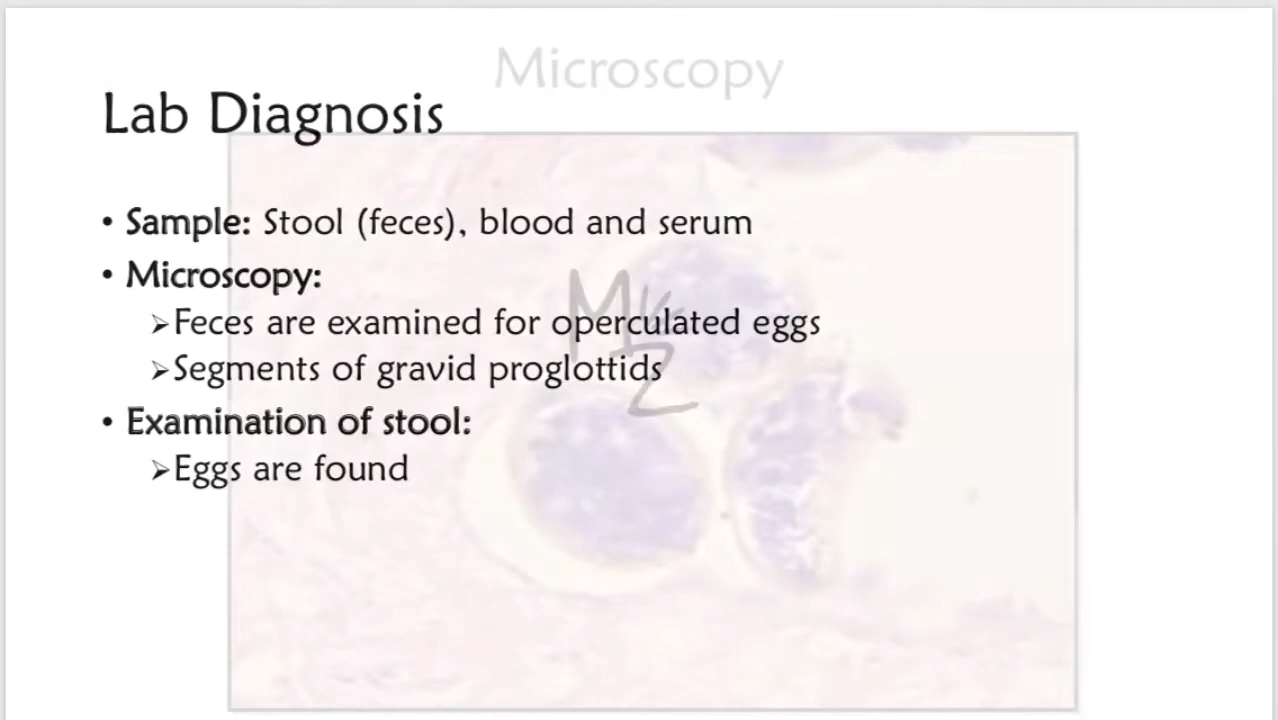 Microscopy
Lab Diagnosis
• Sample: Stool (feces), blood and serum
• Microscopy:
➢Feces are examined for operculated eggs
➢Segments of gravid proglottids
• Examination of stool:
➢Eggs are found
MKZ